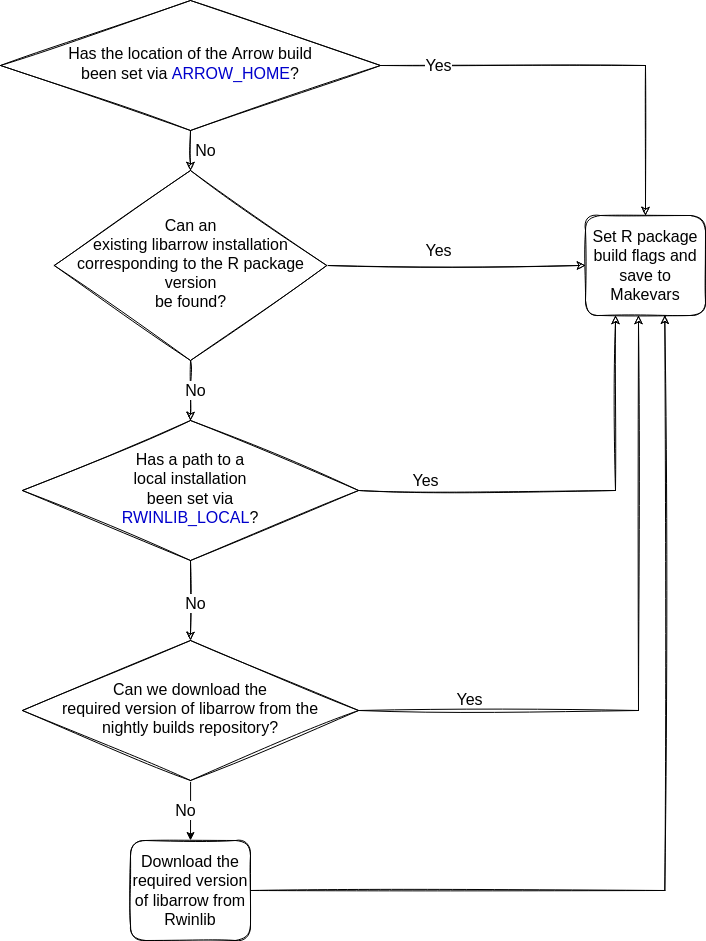 Has the location of the Arrow build
been set via ARROW_HOME?
Yes
No
Can an
existing libarrow installation
corresponding to the R package
version
be found?
Yes
Set R package
build flags and
save to
Makevars
No
Has a path to a
local installation
been set via
RWINLIB_LOCAL?
Yes
No
Can we download the
required version of libarrow from the
nightly builds repository?
Yes
No
Download the
required version
of libarrow from
Rwinlib